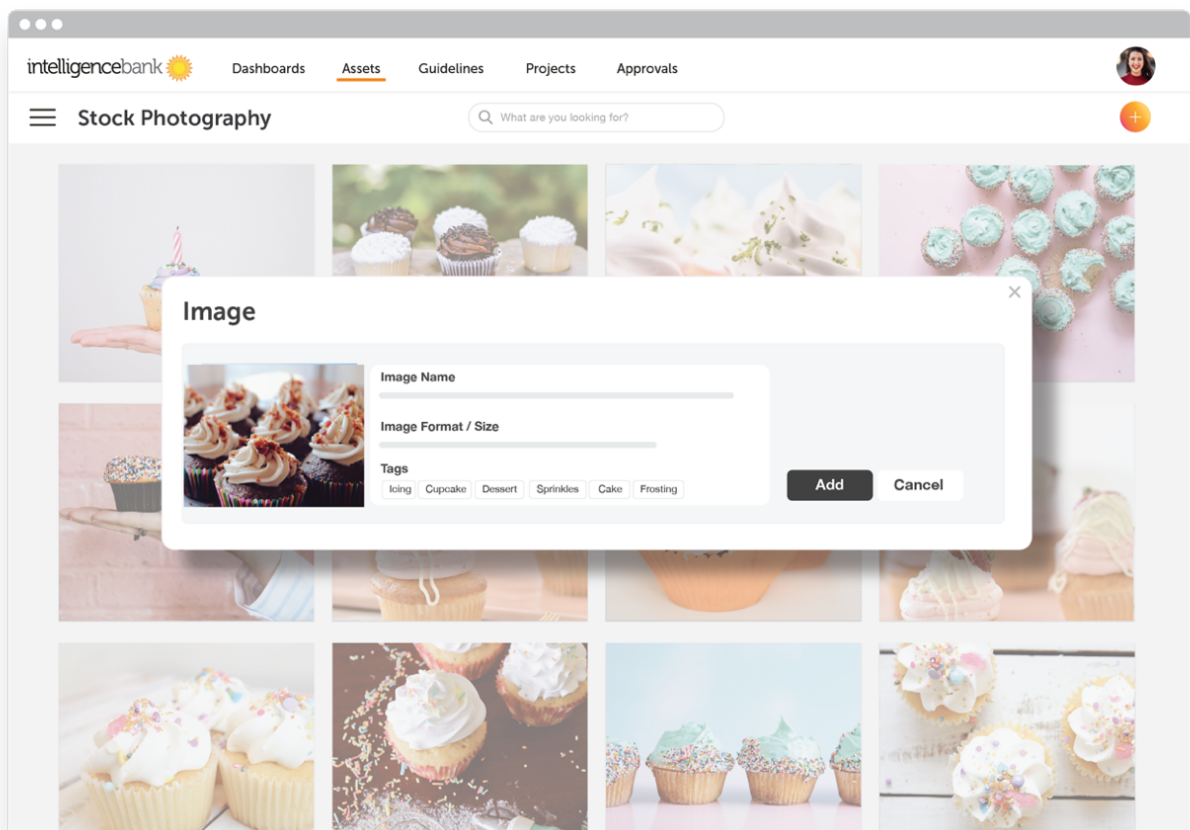 intelligencebank Dashboards Assets Guidelines Projects Approvals
Stock Photography What are you looking for?
Image
Image Name
Image Format / Size
Tags
Icing Cupcake Dessert Sprinkles Cake Frosting
Add Cancel